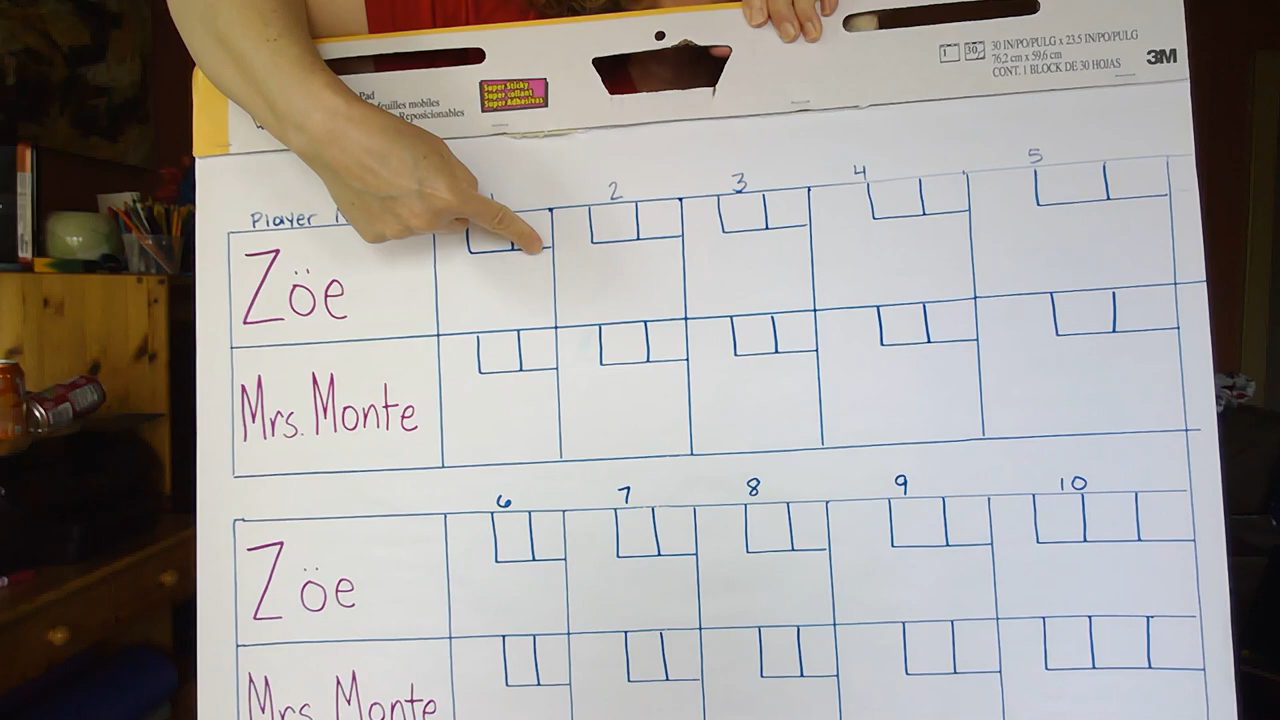 Pad
feuilles mobiles
Repositionables
Super Sticky
Super collant
Super Adhesivas
1 30 30 IN/PO/PULG x 23.5 IN/PO/PULG
76,2 cm x 59,6 cm
CONT. 1 BLOCK DE 30 HOJAS
3M
Player 2 3 4 5
Zöe
Mrs. Monte
6 7 8 9 10
Zöe
Mrs. Monte